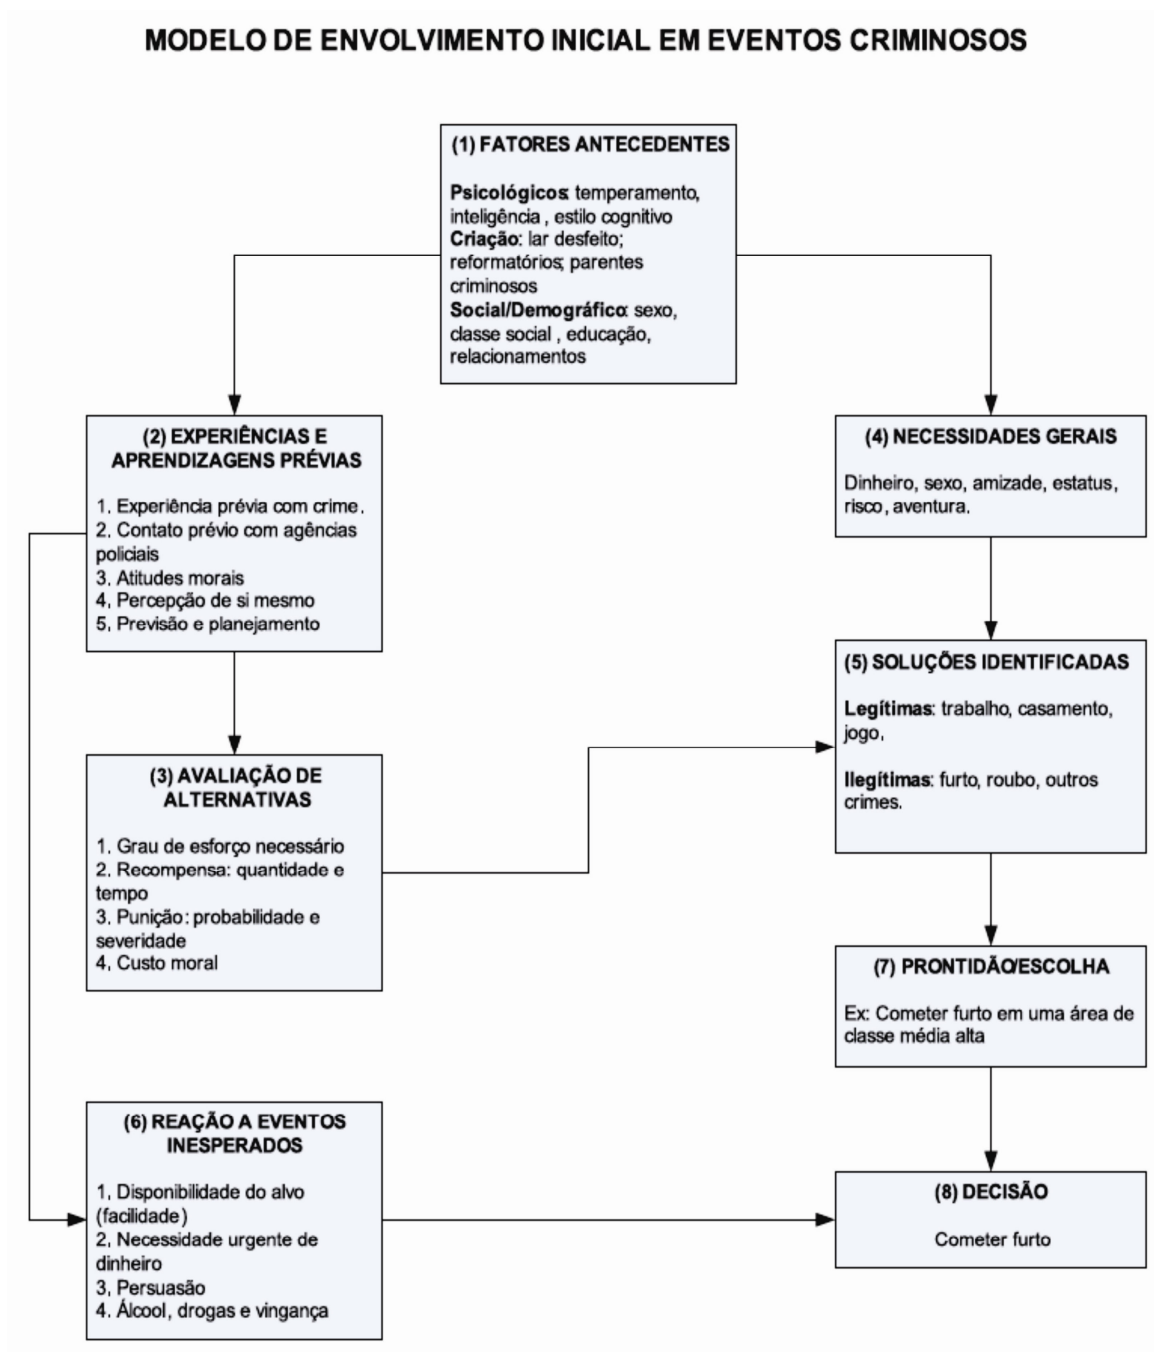 MODELO DE ENVOLVIMENTO INICIAL EM EVENTOS CRIMINOSOS
(1) FATORES ANTECEDENTES
Psicológicos: temperamento,
inteligência , estilo cognitivo
Criação: lar desfeito;
reformatórios; parentes
criminosos
Social/Demográfico: sexo,
classe social , educação,
relacionamentos
(2) EXPERIÊNCIAS E
APRENDIZAGENS PRÉVIAS
1. Experiência prévia com crime.
2. Contato prévio com agências
policiais
3. Atitudes morais
4. Percepção de si mesmo
5. Previsão e planejamento
(3) AVALIAÇÃO DE
ALTERNATIVAS
1. Grau de esforço necessário
2. Recompensa: quantidade e
tempo
3. Punição: probabilidade e
severidade
4. Custo moral
(4) NECESSIDADES GERAIS
Dinheiro, sexo, amizade, estatus,
risco, aventura.
(5) SOLUÇÕES IDENTIFICADAS
Legítimas: trabalho, casamento,
jogo.
Ilegítimas: furto, roubo, outros
crimes.
(6) REAÇÃO A EVENTOS
INESPERADOS
1. Disponibilidade do alvo
(facilidade)
2. Necessidade urgente de
dinheiro
3. Persuasão
4. Álcool, drogas e vingança
(7) PRONTIDÃO/ESCOLHA
Ex: Cometer furto em uma área de
classe média alta
(8) DECISÃO
Cometer furto